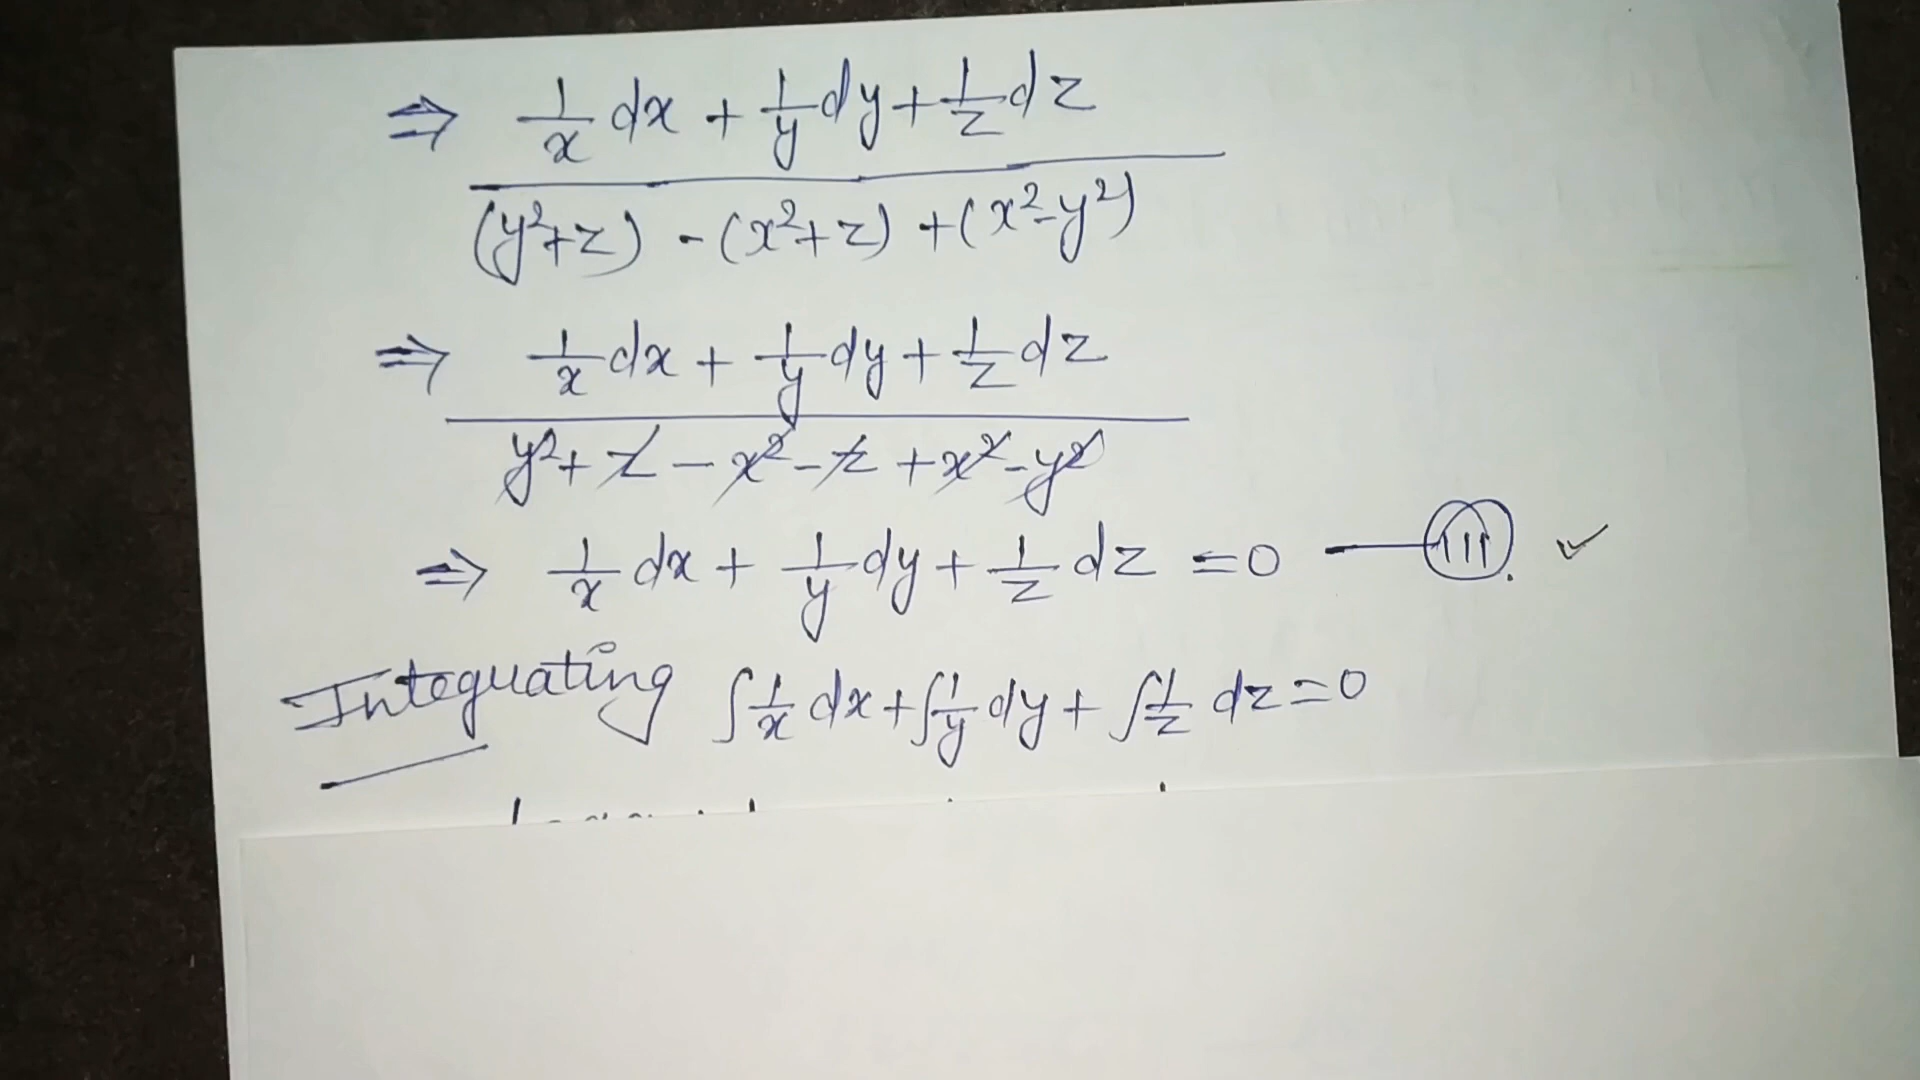 ⇒ 1/x dx + 1/y dy + 1/z dz
(y²+z) - (x²+z) + (x²-y²)
⇒ 1/x dx + 1/y dy + 1/z dz
y²+ z - x² - z + x² - y²
⇒ 1/x dx + 1/y dy + 1/z dz = 0 — III. ✓
Integuating ∫1/x dx + ∫1/y dy + ∫1/z dz = 0